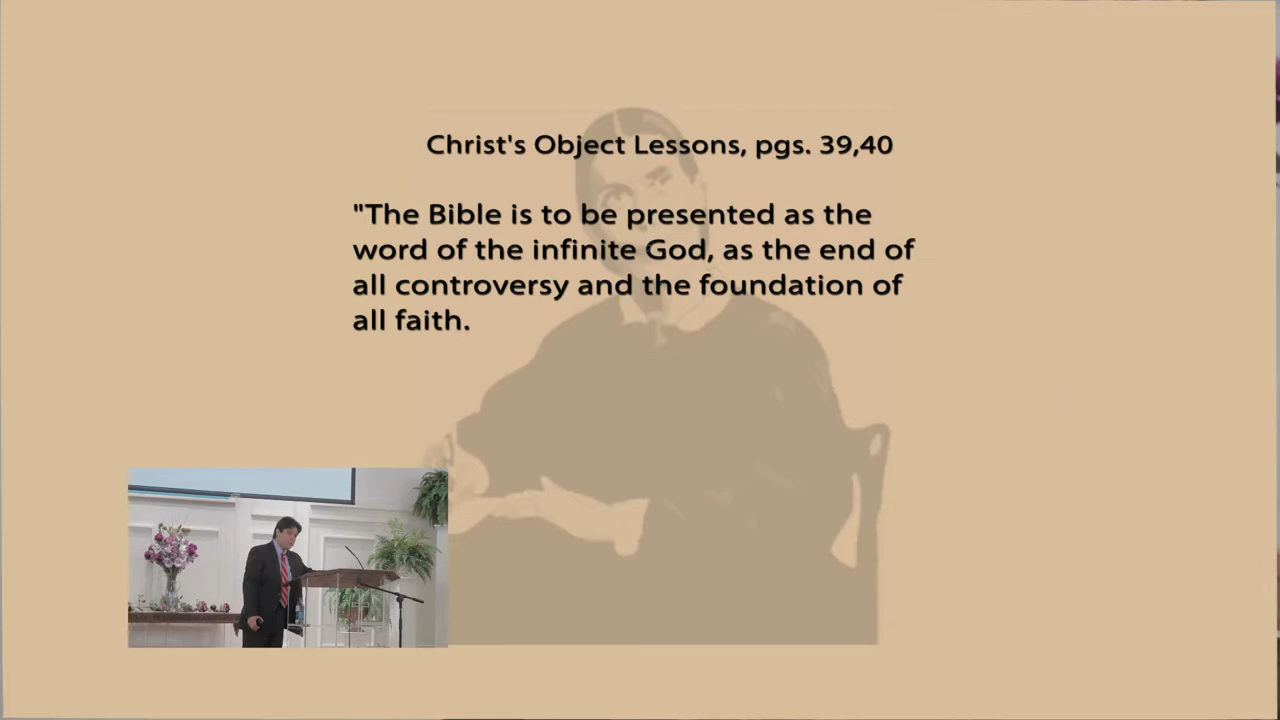 Christ's Object Lessons, pgs. 39,40
"The Bible is to be presented as the
word of the infinite God, as the end of
all controversy and the foundation of
all faith.